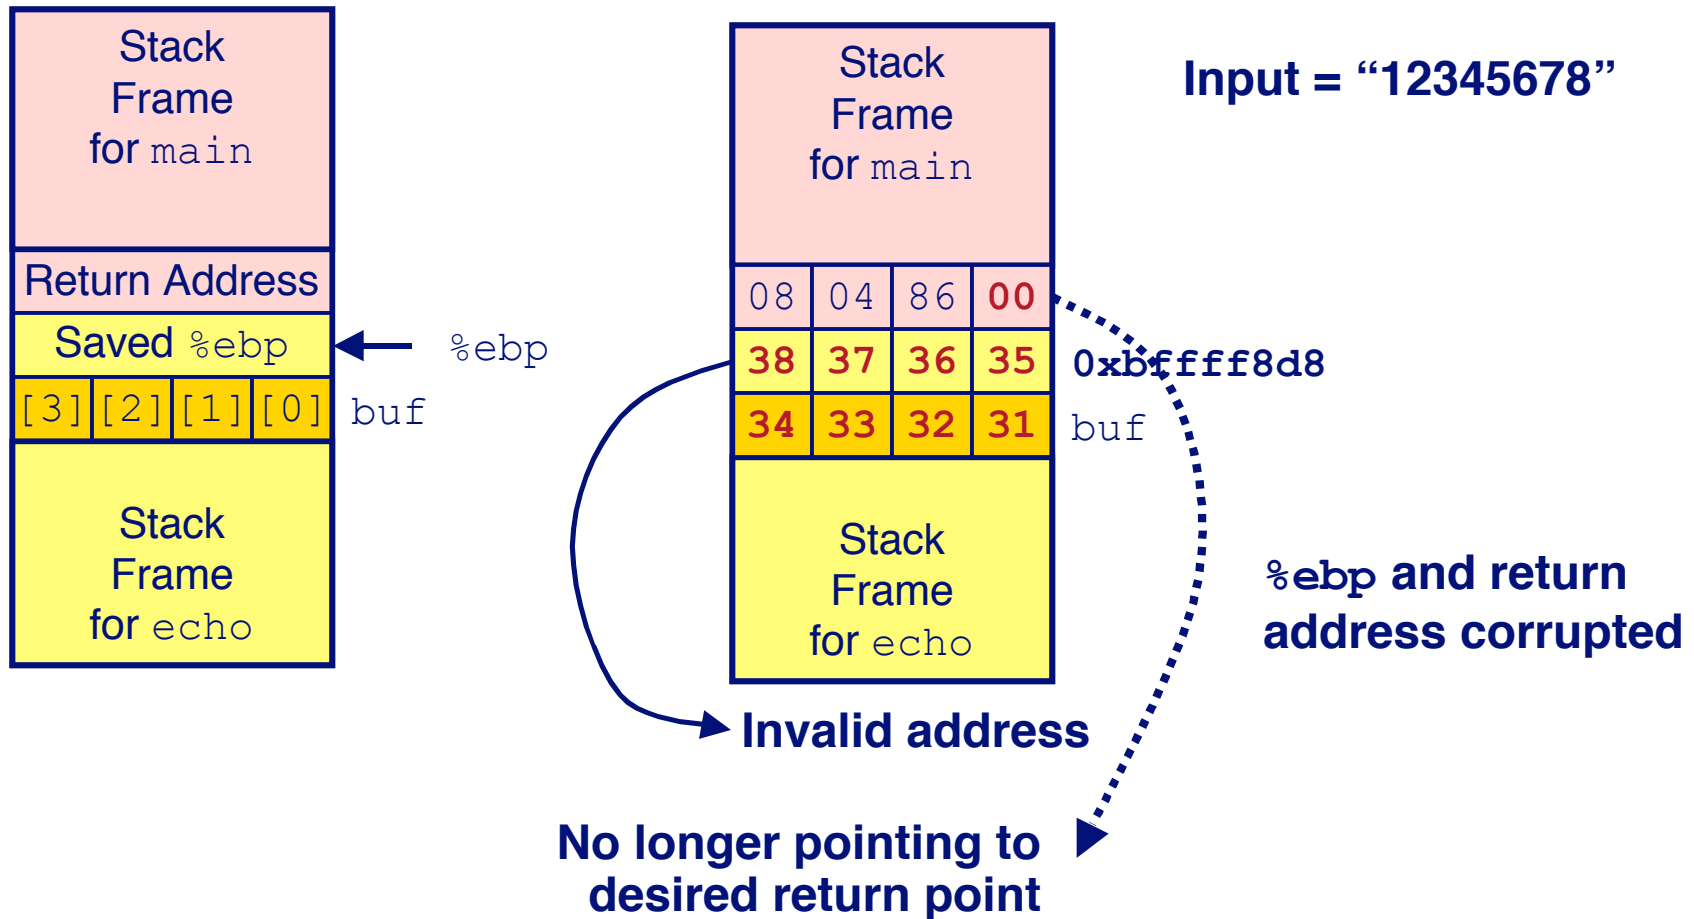 Stack
Frame
for main
Return Address
Saved %ebp
%ebp
[3] [2] [1] [0]
buf
Stack
Frame
for echo
Stack
Frame
for main
08 04 86 00
38 37 36 35
0xbffff8d8
34 33 32 31
buf
Stack
Frame
for echo
Input = “12345678”
%ebp and return
address corrupted
Invalid address
No longer pointing to
desired return point